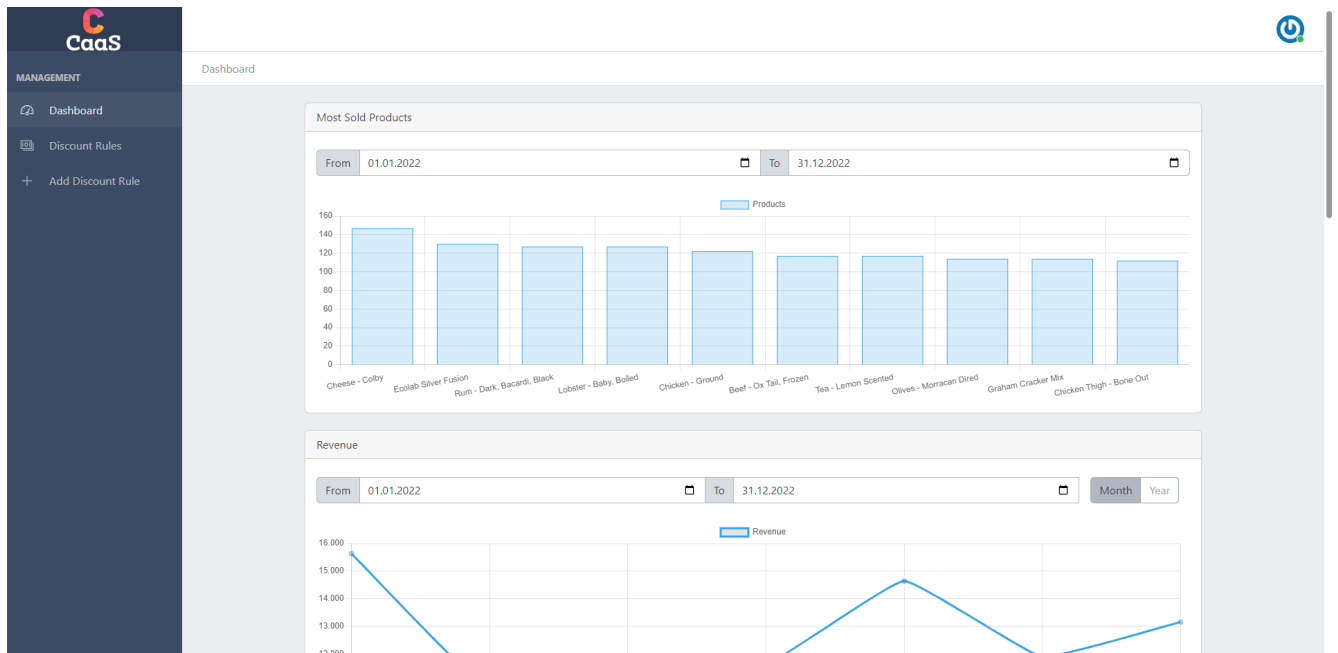 CaaS
MANAGEMENT
Dashboard
Discount Rules
Add Discount Rule
Dashboard
Most Sold Products
From 01.01.2022 To 31.12.2022
Products
160
140
120
100
80
60
40
20
0
Cheese - Colby
Ecolab Silver Fusion
Rum - Dark, Bacardi, Black
Lobster - Baby, Boiled
Chicken - Ground
Beef - Ox Tail, Frozen
Tea - Lemon Scented
Olives - Morracan Dired
Graham Cracker Mix
Chicken Thigh - Bone Out
Revenue
From 01.01.2022 To 31.12.2022 Month Year
Revenue
16.000
15.000
14.000
13.000
12.000